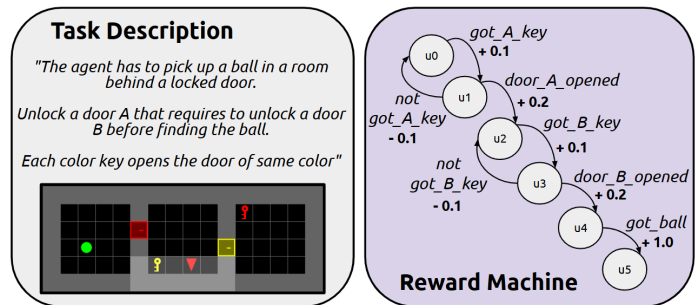 Task Description
"The agent has to pick up a ball in a room
behind a locked door.
Unlock a door A that requires to unlock a door
B before finding the ball.
Each color key opens the door of same color"
got_A_key
+ 0.1
u0
door_A_opened
+ 0.2
u1
not
got_A_key
- 0.1
got_B_key
+ 0.1
u2
not
got_B_key
- 0.1
door_B_opened
+ 0.2
u3
got_ball
+ 1.0
u4
u5
Reward Machine